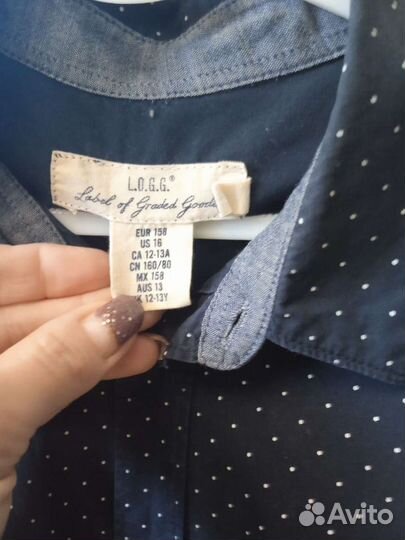 L.O.G.G.®
Label of Graded Goods
EUR 158
US 16
CA 12-13A
CN 160/80
MX 158
AUS 13
12-13Y
Avito